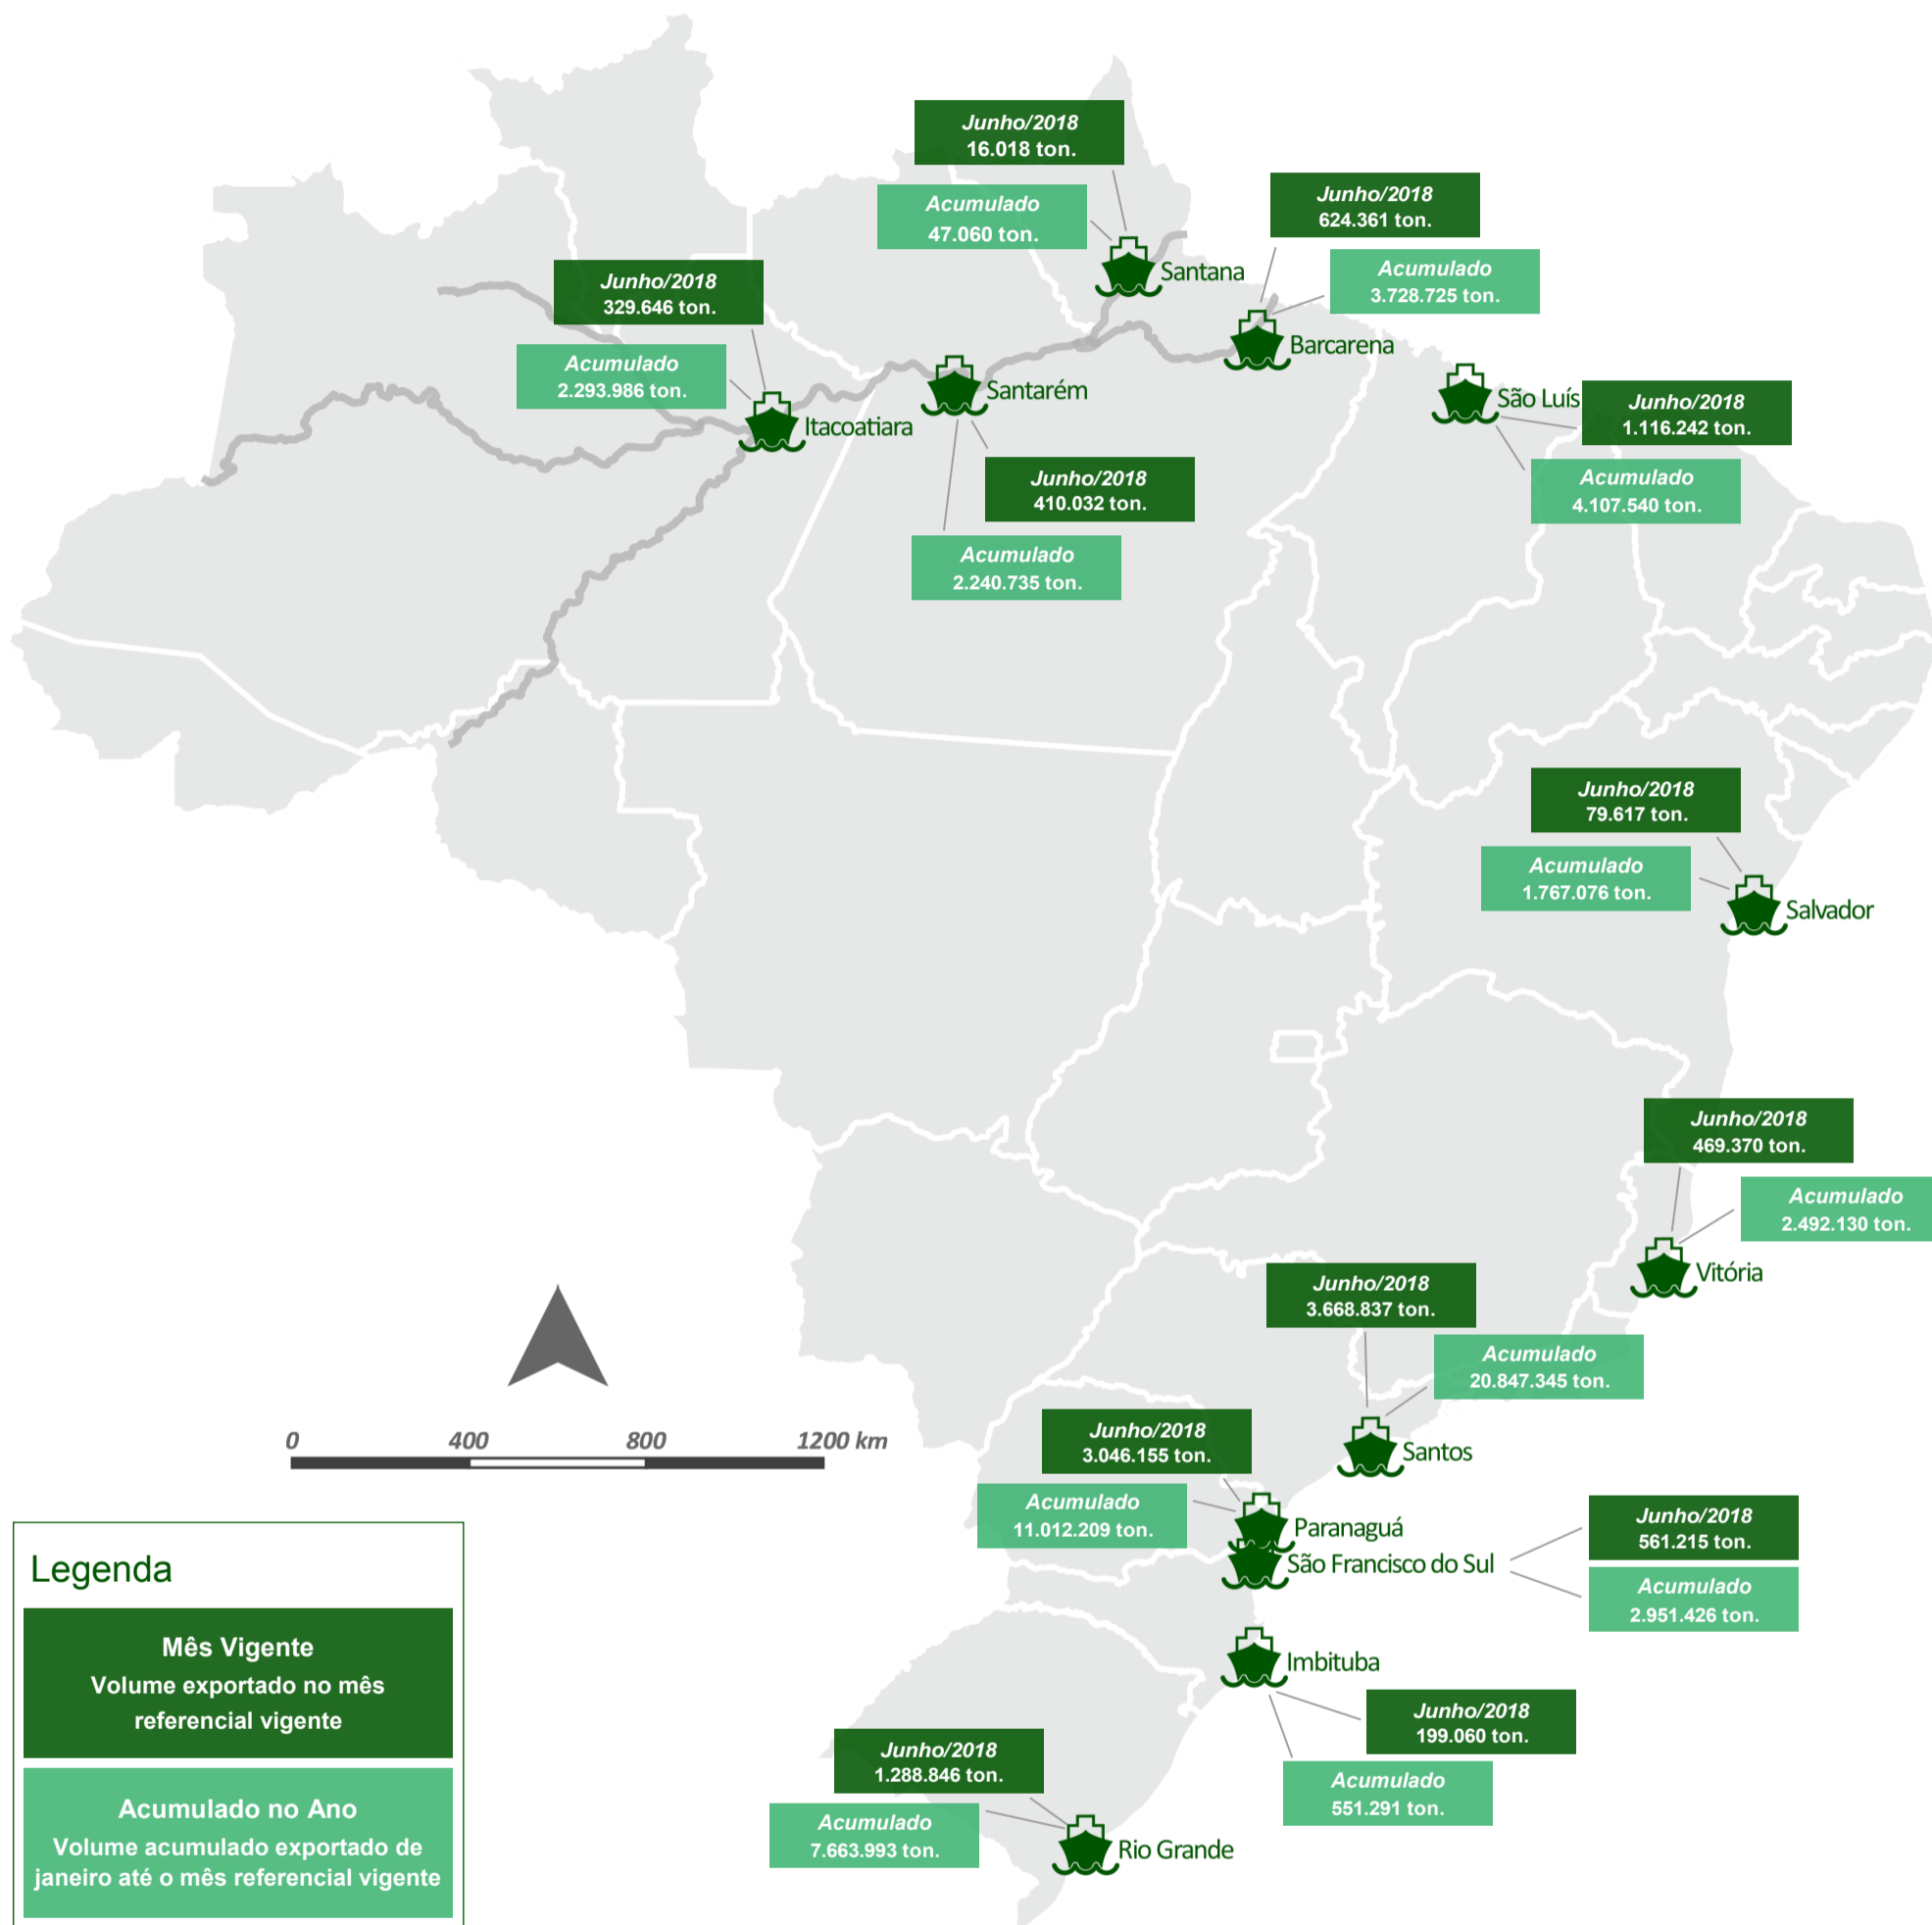 Junho/2018
16.018 ton.
Acumulado
47.060 ton.
Santana
Junho/2018
624.361 ton.
Acumulado
3.728.725 ton.
Barcarena
Junho/2018
329.646 ton.
Acumulado
2.293.986 ton.
Itacoatiara
Santarém
Junho/2018
410.032 ton.
Acumulado
2.240.735 ton.
São Luís
Junho/2018
1.116.242 ton.
Acumulado
4.107.540 ton.
Junho/2018
79.617 ton.
Acumulado
1.767.076 ton.
Salvador
Junho/2018
469.370 ton.
Acumulado
2.492.130 ton.
Vitória
Junho/2018
3.668.837 ton.
Acumulado
20.847.345 ton.
Santos
Junho/2018
3.046.155 ton.
Acumulado
11.012.209 ton.
Paranaguá
São Francisco do Sul
Junho/2018
561.215 ton.
Acumulado
2.951.426 ton.
Imbituba
Junho/2018
199.060 ton.
Acumulado
551.291 ton.
Junho/2018
1.288.846 ton.
Acumulado
7.663.993 ton.
Rio Grande
0 400 800 1200 km
Legenda
Mês Vigente
Volume exportado no mês
referencial vigente
Acumulado no Ano
Volume acumulado exportado de
janeiro até o mês referencial vigente